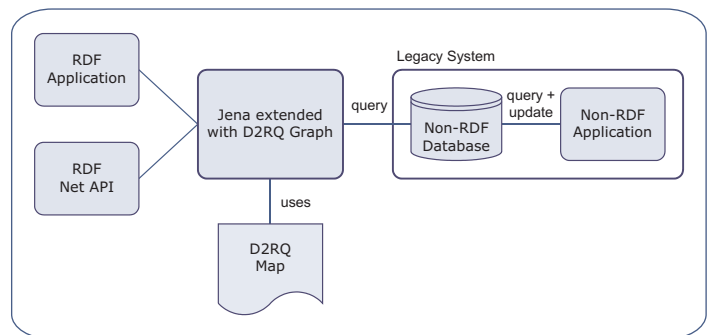 RDF
Application
RDF
Net API
Jena extended
with D2RQ Graph
uses
D2RQ
Map
query
Legacy System
Non-RDF
Database
query +
update
Non-RDF
Application